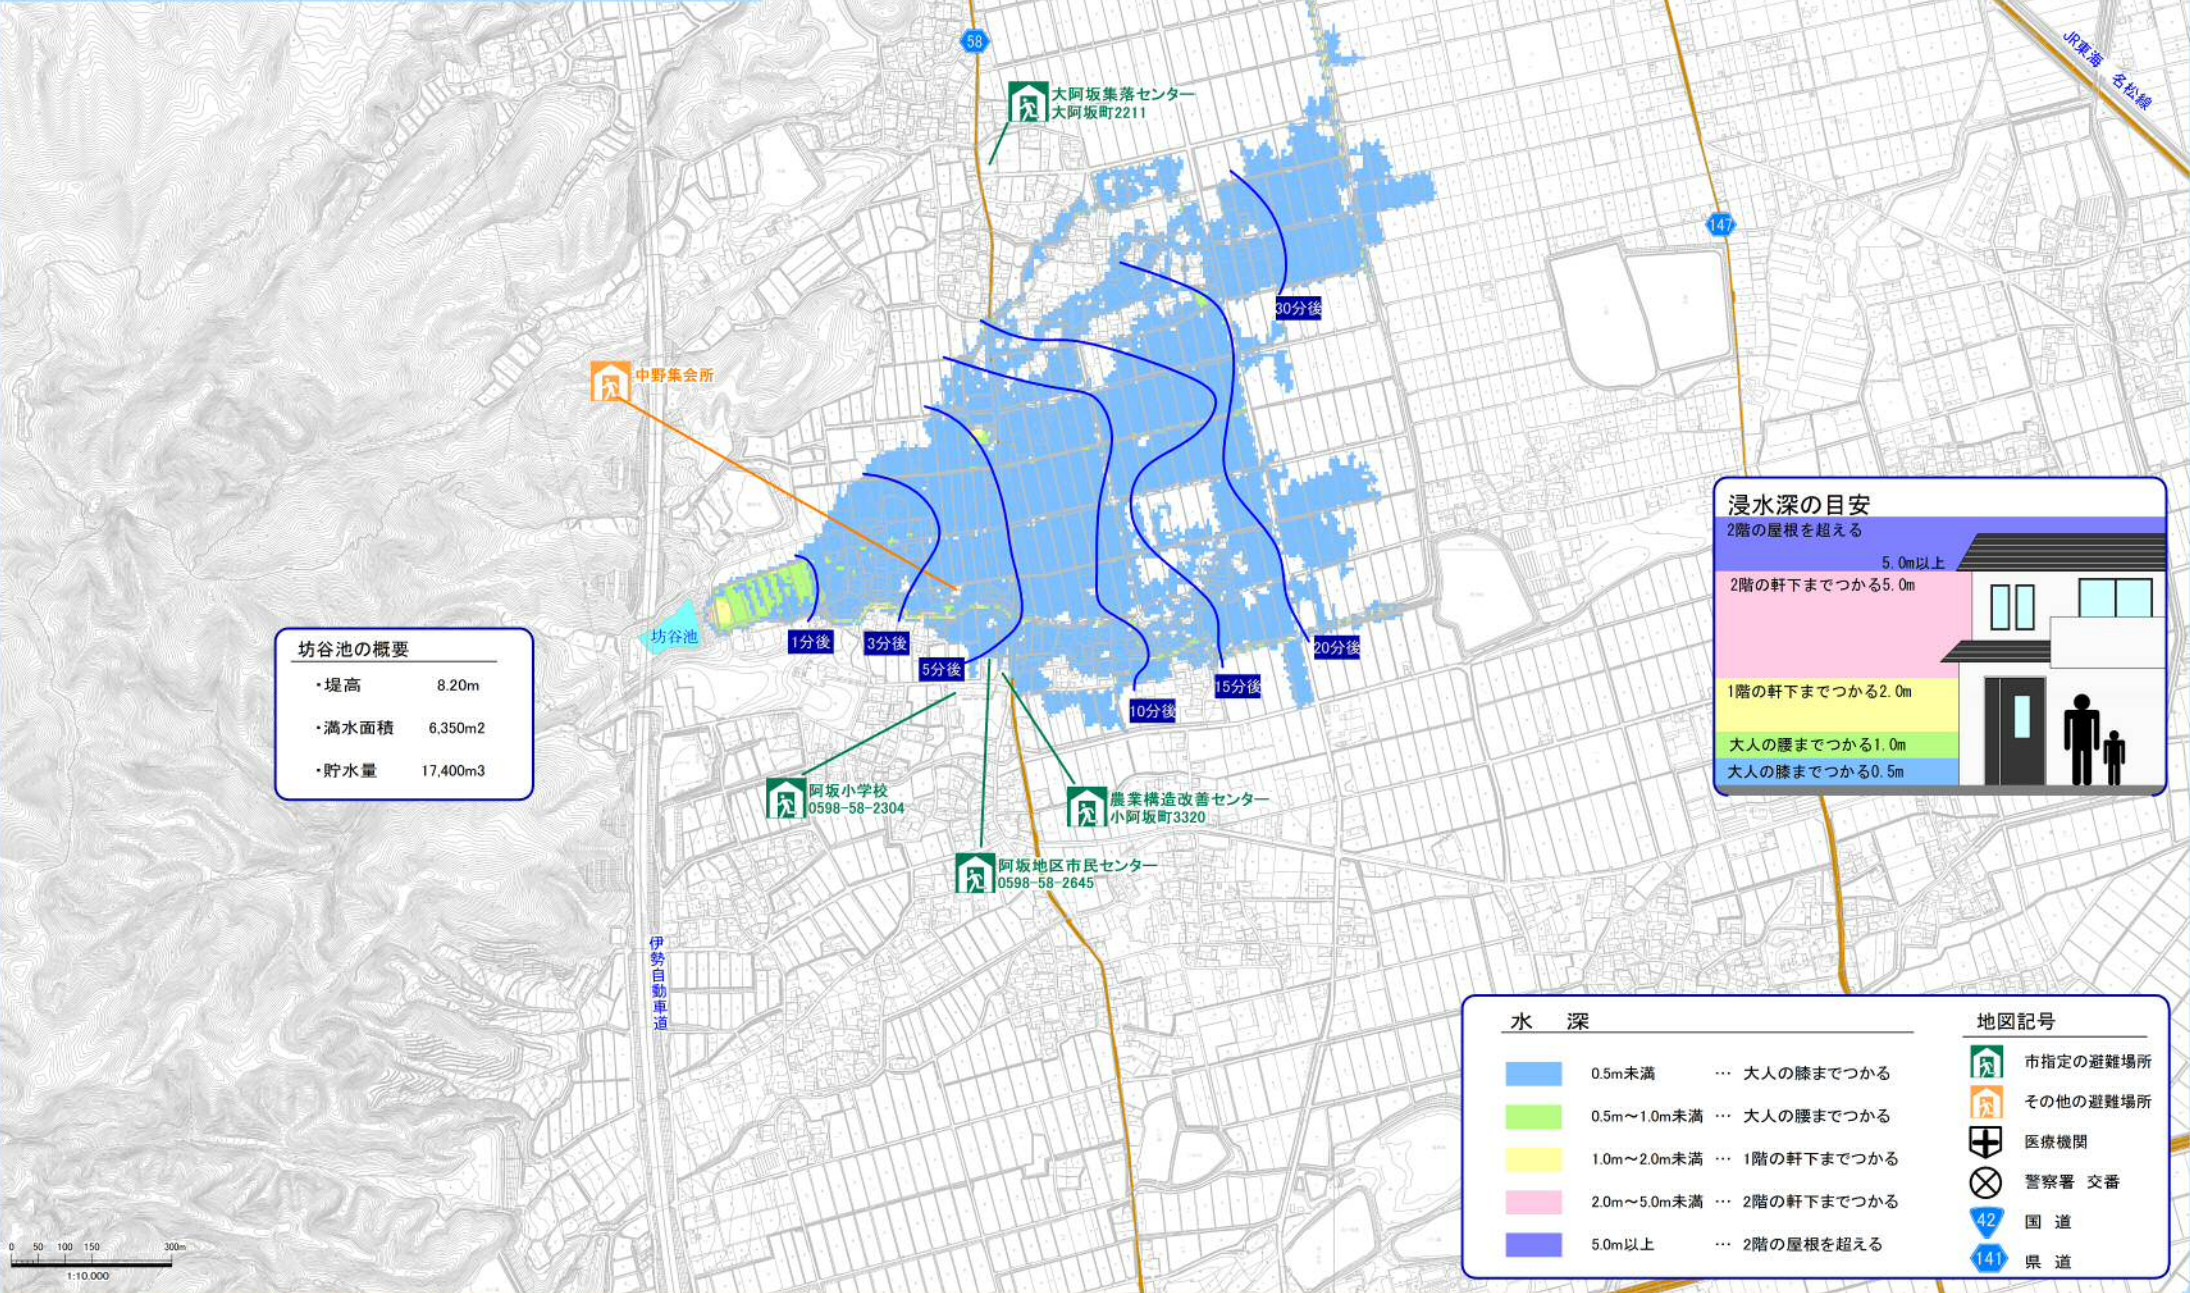 58
JR東海 名松線
大阿坂集落センター
大阿坂町2211
147
30分後
中野集会所
浸水深の目安
2階の屋根を超える
5.0m以上
2階の軒下までつかる5.0m
1階の軒下までつかる2.0m
大人の腰までつかる1.0m
大人の膝までつかる0.5m
坊谷池
1分後
3分後
5分後
20分後
15分後
10分後
坊谷池の概要
・堤高 8.20m
・満水面積 6,350m2
・貯水量 17,400m3
阿坂小学校
0598-58-2304
農業構造改善センター
小阿坂町3320
阿坂地区市民センター
0598-58-2645
伊勢自動車道
水 深
0.5m未満 … 大人の膝までつかる
0.5m～1.0m未満 … 大人の腰までつかる
1.0m～2.0m未満 … 1階の軒下までつかる
2.0m～5.0m未満 … 2階の軒下までつかる
5.0m以上 … 2階の屋根を超える
地図記号
市指定の避難場所
その他の避難場所
医療機関
警察署 交番
42 国 道
141 県 道
0 50 100 150 300m
1:10,000